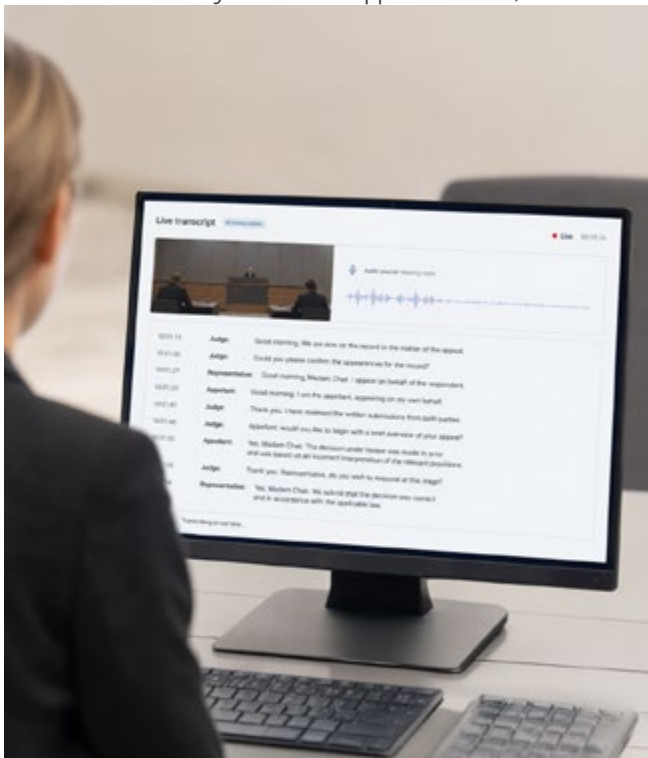 Live transcript
Live
Judge: Good morning. We are now on the record in the matter of the appeal.
Judge: Could you please confirm the appearances for the record?
Representative: Good morning, Madam Chair. I appear on behalf of the respondent.
Appellant: Good morning. I am the appellant, appearing on my own behalf.
Judge: Thank you. I have reviewed the written submissions from both parties.
Judge: Appellant, would you like to begin with a brief overview of your appeal?
Appellant: Yes, Madam Chair. The decision under review was made in error
and was based on an incorrect interpretation of the relevant provisions.
Judge: Thank you. Representative, do you wish to respond at this stage?
Representative: Yes, Madam Chair. We submit that the decision was correct
and in accordance with the applicable law.
Transcribing in real time...